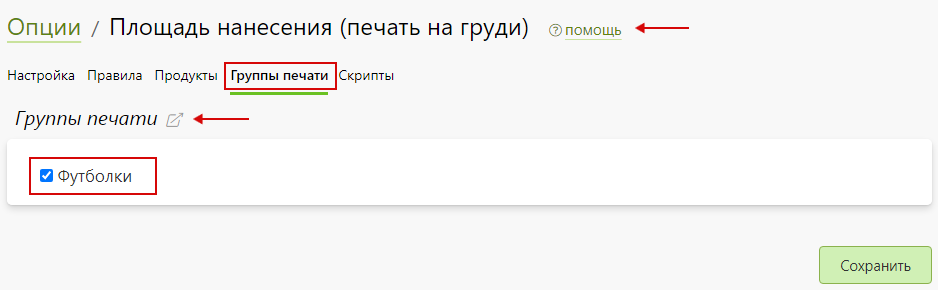 Опции / Площадь нанесения (печать на груди) помощь
Настройка Правила Продукты Группы печати Скрипты
Группы печати
Футболки
Сохранить